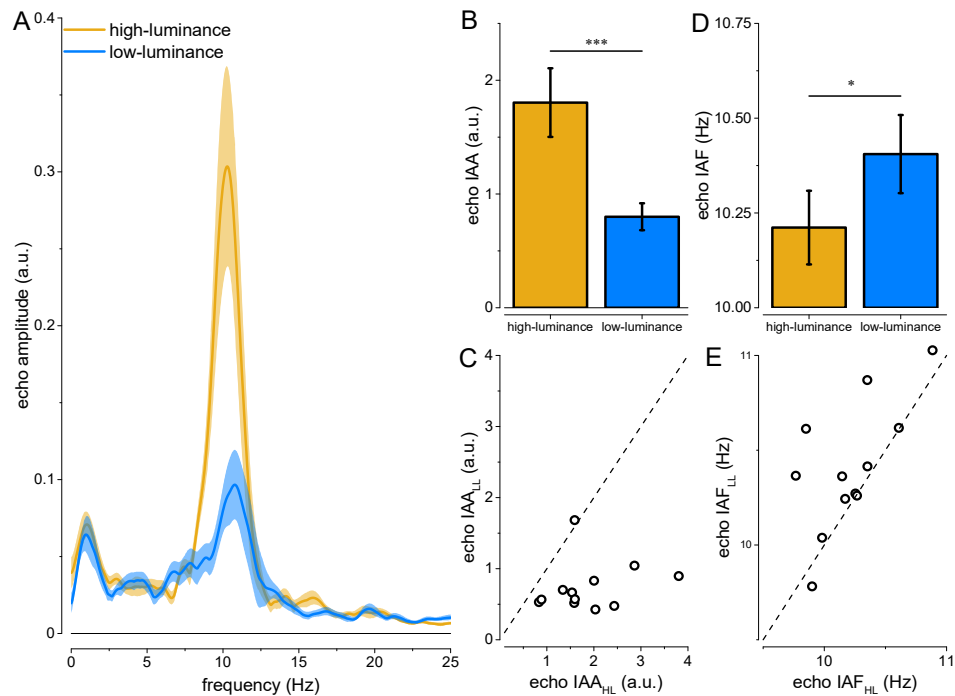 A
high-luminance
low-luminance
0.4
0.3
0.2
0.1
0
echo amplitude (a.u.)
0 5 10 15 20 25
frequency (Hz)
B
***
2
1
0
echo IAA (a.u.)
high-luminance low-luminance
D
*
10.75
10.50
10.25
10.00
echo IAF (Hz)
high-luminance low-luminance
C
4
3
2
1
0
echo IAA_LL (a.u.)
1 2 3 4
echo IAA_HL (a.u.)
E
11
10
echo IAF_LL (Hz)
10 11
echo IAF_HL (Hz)